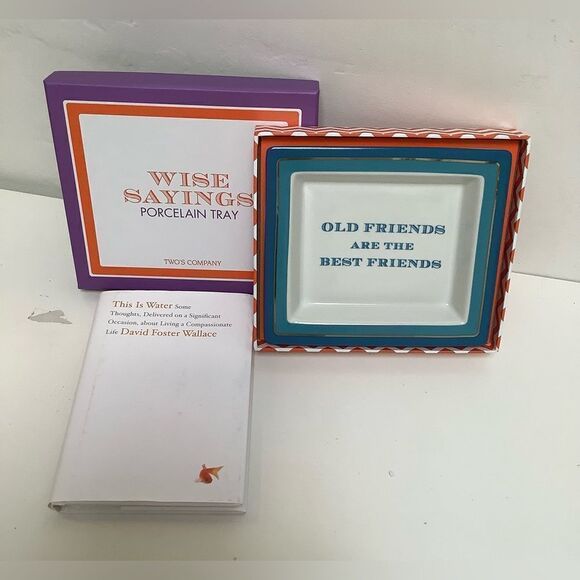 WISE
SAYINGS
PORCELAIN TRAY
TWO'S COMPANY
OLD FRIENDS
ARE THE
BEST FRIENDS
This Is Water Some
Thoughts, Delivered on a Significant
Occasion, about Living a Compassionate
Life David Foster Wallace